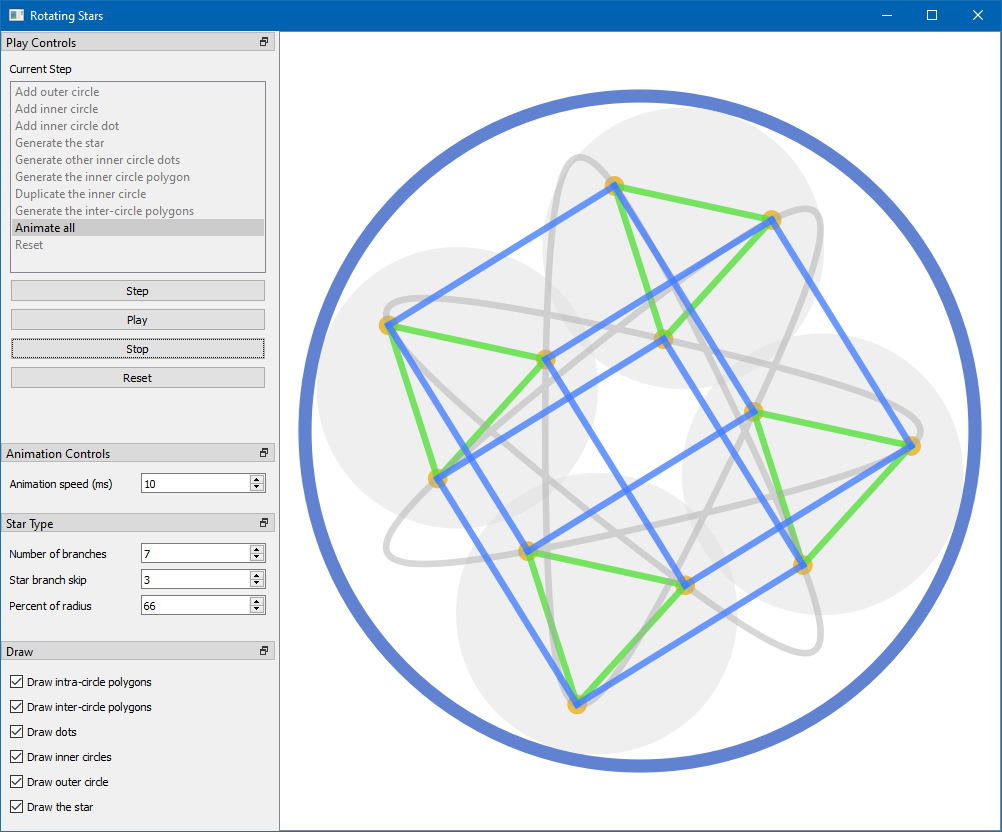 Rotating Stars
Play Controls
Current Step
Add outer circle
Add inner circle
Add inner circle dot
Generate the star
Generate other inner circle dots
Generate the inner circle polygon
Duplicate the inner circle
Generate the inter-circle polygons
Animate all
Reset
Step
Play
Stop
Reset
Animation Controls
Animation speed (ms) 10
Star Type
Number of branches 7
Star branch skip 3
Percent of radius 66
Draw
Draw intra-circle polygons
Draw inter-circle polygons
Draw dots
Draw inner circles
Draw outer circle
Draw the star